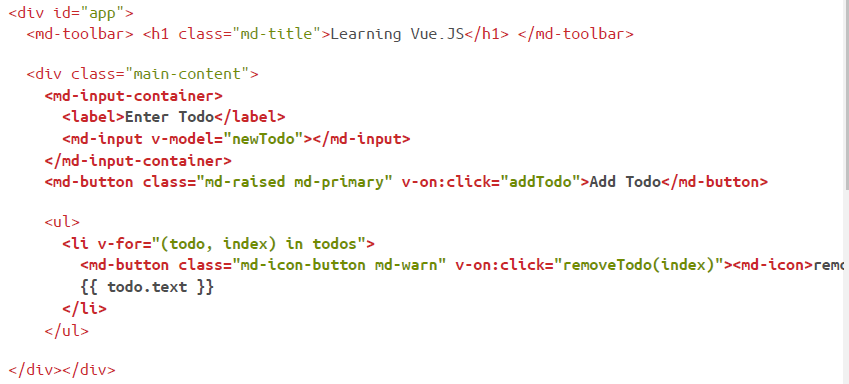 <div id="app">
  <md-toolbar> <h1 class="md-title">Learning Vue.JS</h1> </md-toolbar>

  <div class="main-content">
    <md-input-container>
      <label>Enter Todo</label>
      <md-input v-model="newTodo"></md-input>
    </md-input-container>
    <md-button class="md-raised md-primary" v-on:click="addTodo">Add Todo</md-button>

    <ul>
      <li v-for="(todo, index) in todos">
        <md-button class="md-icon-button md-warn" v-on:click="removeTodo(index)"><md-icon>remo
        {{ todo.text }}
      </li>
    </ul>

</div></div>